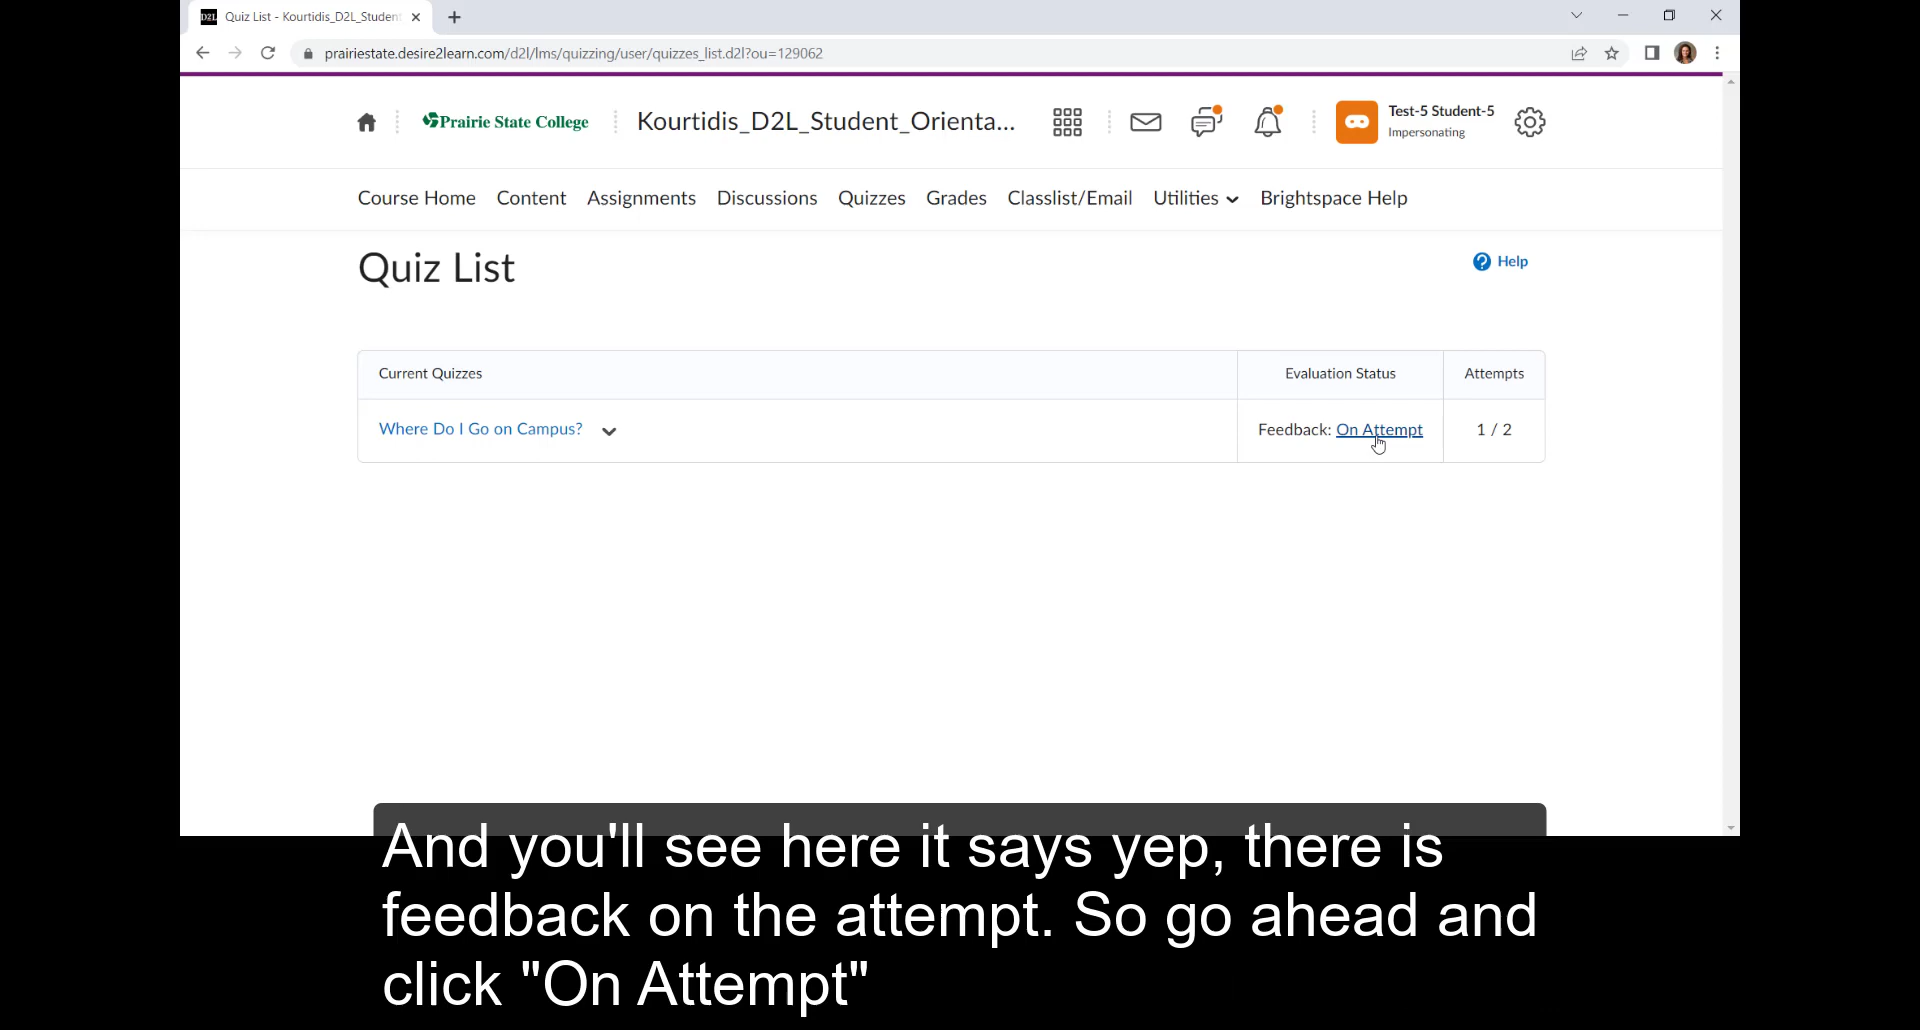 D2L Quiz List - Kourtidis_D2L_Student
prairiestate.desire2learn.com/d2l/lms/quizzing/user/quizzes_list.d2l?ou=129062
Prairie State College
Kourtidis_D2L_Student_Orienta...
Test-5 Student-5
Impersonating
Course Home Content Assignments Discussions Quizzes Grades Classlist/Email Utilities Brightspace Help
Quiz List
? Help
Current Quizzes Evaluation Status Attempts
Where Do I Go on Campus? Feedback: On Attempt 1 / 2
And you'll see here it says yep, there is
feedback on the attempt. So go ahead and
click "On Attempt"